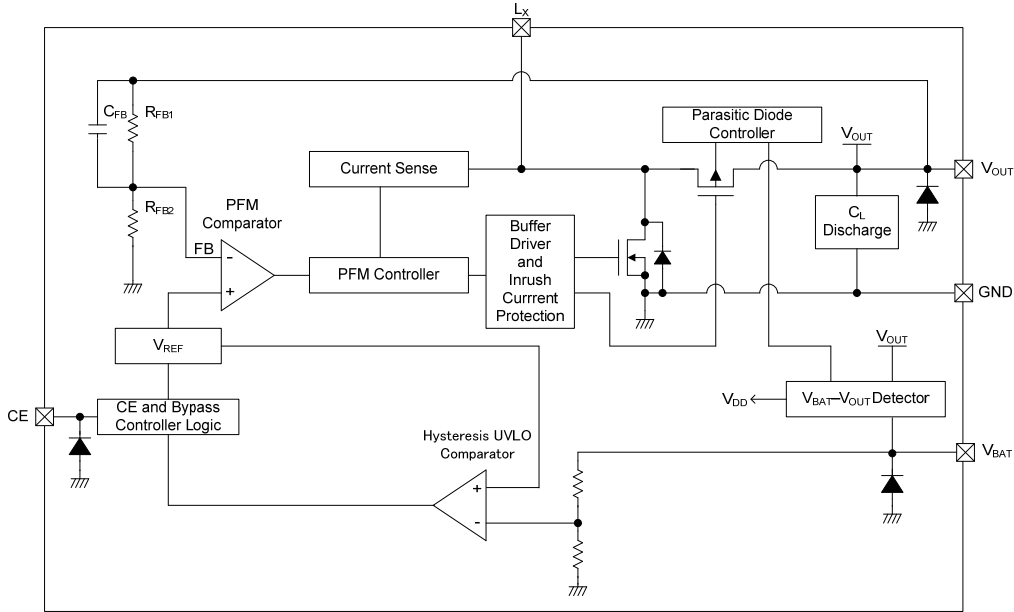 LX
CFB
RFB1
Parasitic Diode
Controller
VOUT
Current Sense
VOUT
RFB2
PFM
Comparator
CL
Discharge
Buffer
Driver
and
Inrush
Currrent
Protection
FB
-
PFM Controller
+
GND
VREF
VOUT
CE
CE and Bypass
Controller Logic
VDD
VBAT–VOUT Detector
Hysteresis UVLO
Comparator
VBAT
+
-